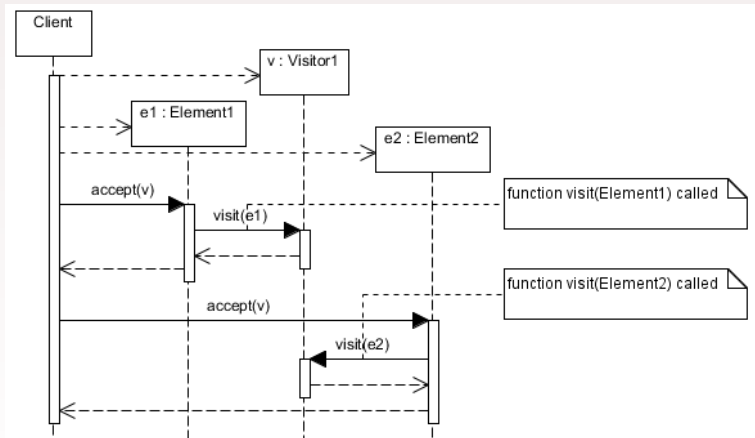 Client
v : Visitor1
e1 : Element1
e2 : Element2
accept(v)
function visit(Element1) called
visit(e1)
function visit(Element2) called
accept(v)
visit(e2)